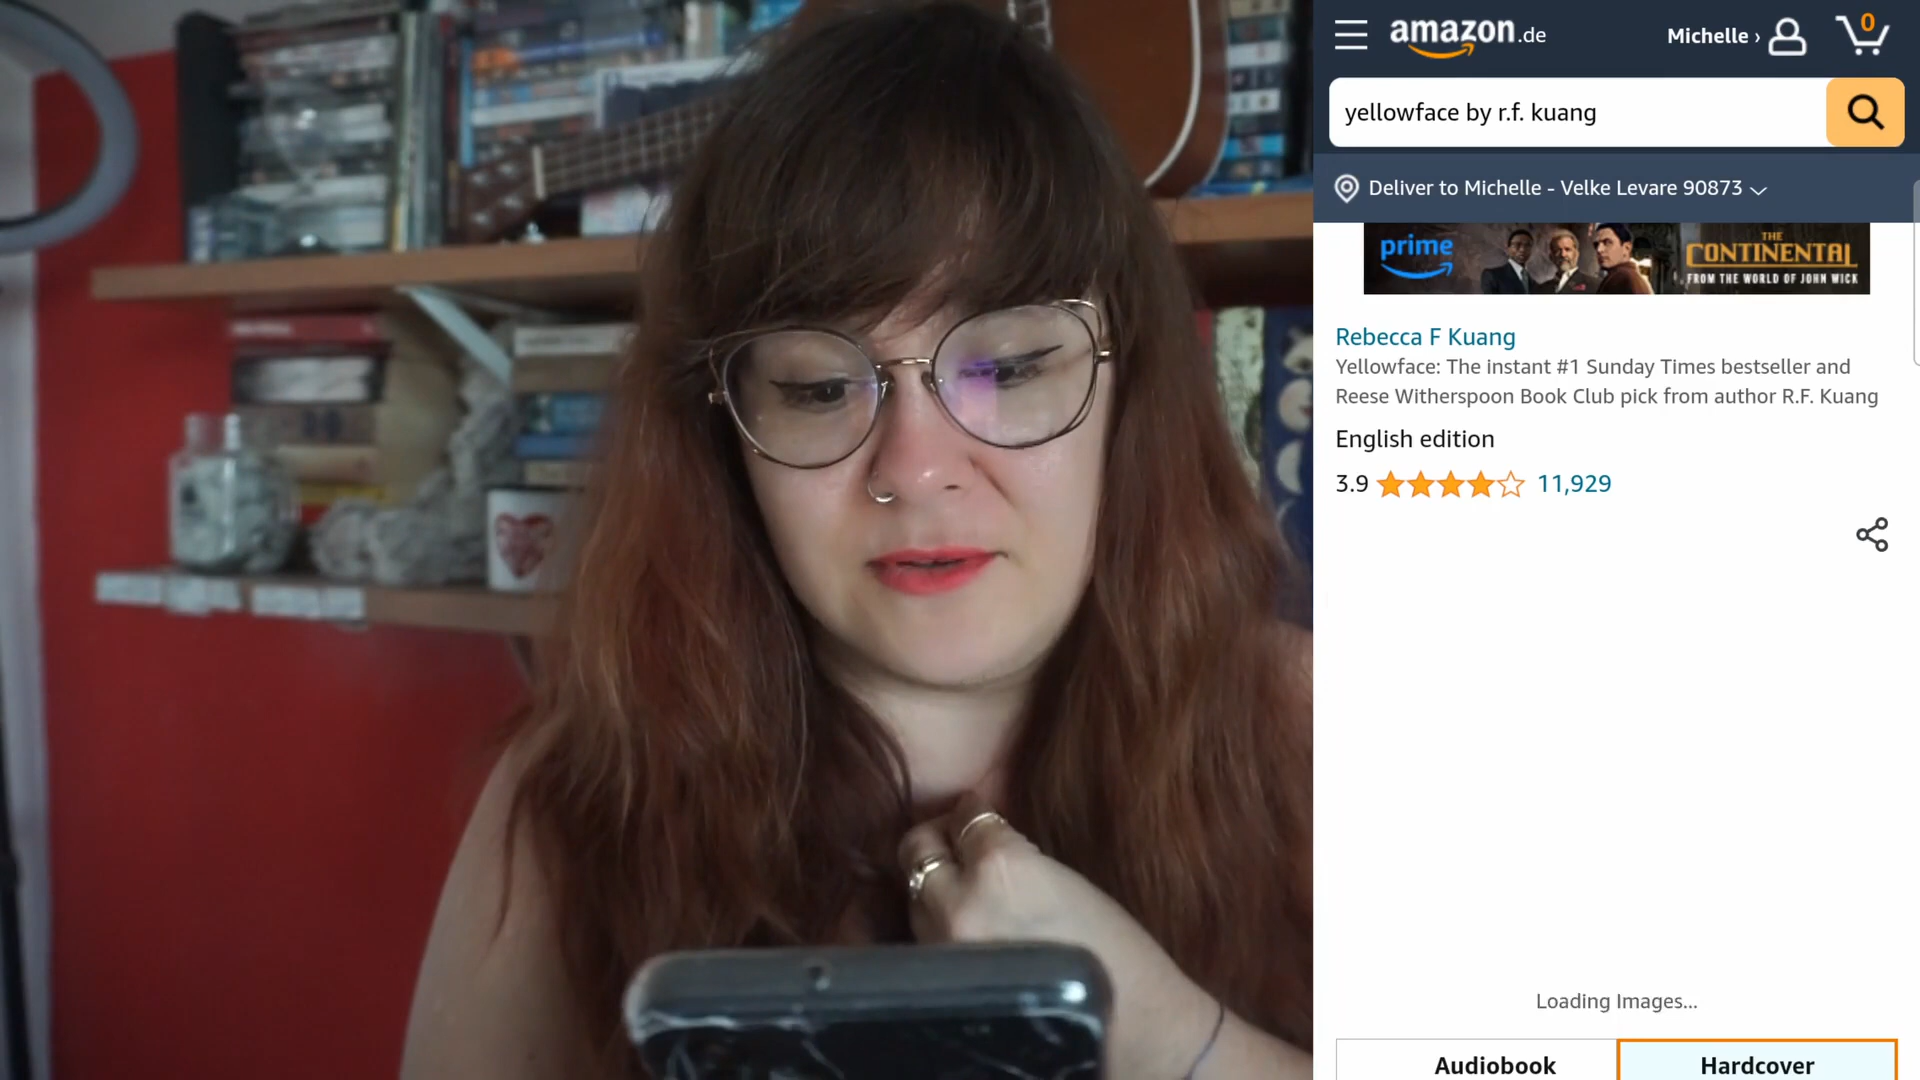 amazon.de
Michelle ›
0
yellowface by r.f. kuang
Deliver to Michelle - Velke Levare 90873
prime
THE
CONTINENTAL
FROM THE WORLD OF JOHN WICK
Rebecca F Kuang
Yellowface: The instant #1 Sunday Times bestseller and
Reese Witherspoon Book Club pick from author R.F. Kuang
English edition
3.9
11,929
Loading Images...
Audiobook
Hardcover